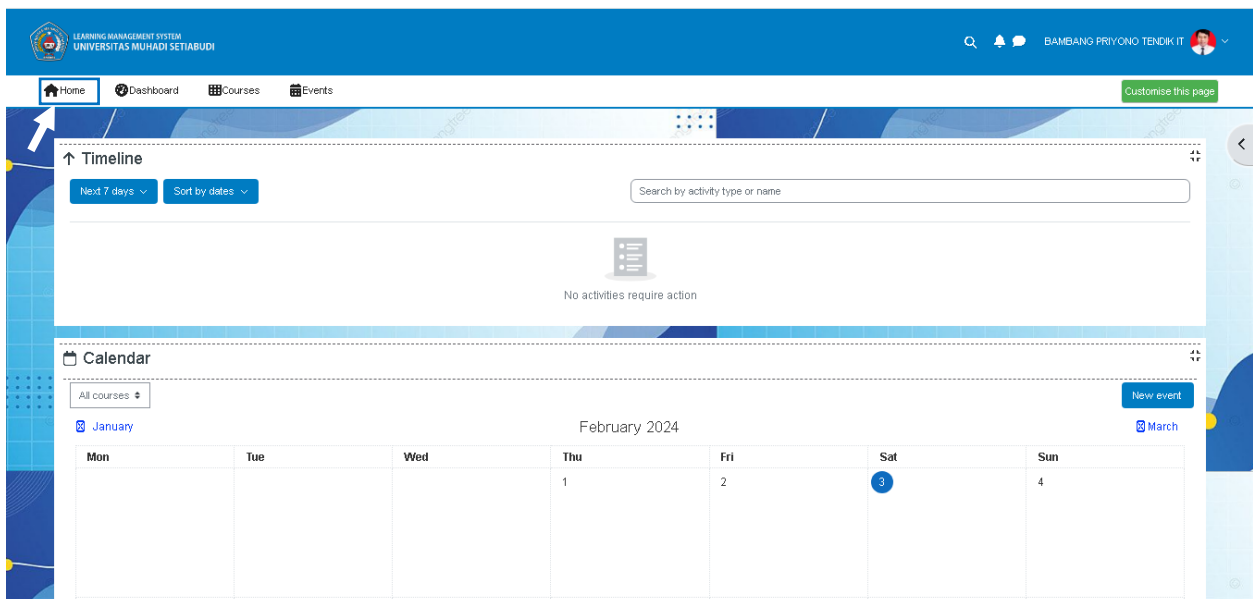 LEARNING MANAGEMENT SYSTEM
UNIVERSITAS MUHADI SETIABUDI
BAMBANG PRIYONO TENDIK IT
Home Dashboard Courses Events Customise this page
Timeline
Next 7 days Sort by dates Search by activity type or name
No activities require action
Calendar
All courses New event
January February 2024 March
Mon Tue Wed Thu Fri Sat Sun
1 2 3 4